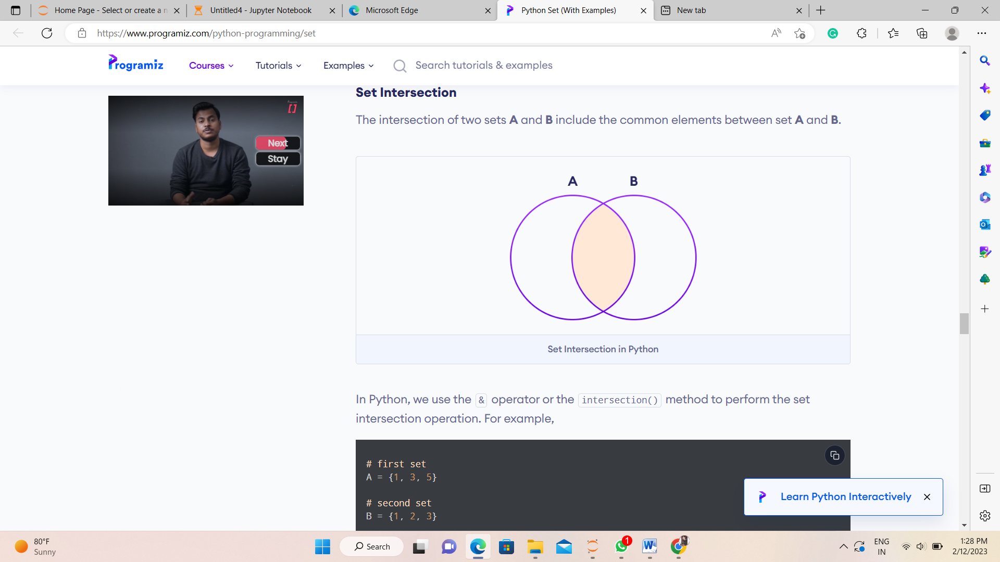 Home Page - Select or create a n
Untitled4 - Jupyter Notebook
Microsoft Edge
Python Set (With Examples)
New tab
https://www.programiz.com/python-programming/set
Programiz
Courses
Tutorials
Examples
Search tutorials & examples
Set Intersection
The intersection of two sets A and B include the common elements between set A and B.
Next
Stay
A B
Set Intersection in Python
In Python, we use the & operator or the intersection() method to perform the set
intersection operation. For example,
# first set
A = {1, 3, 5}
# second set
B = {1, 2, 3}
Learn Python Interactively
80°F
Sunny
Search
1
ENG
IN
1:28 PM
2/12/2023